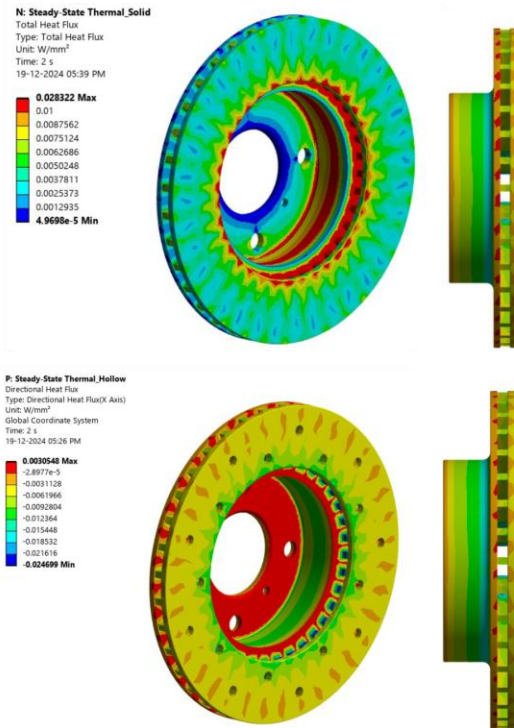 N: Steady-State Thermal_Solid
Total Heat Flux
Type: Total Heat Flux
Unit: W/mm²
Time: 2 s
19-12-2024 05:39 PM
0.028322 Max
0.01
0.0087562
0.0075124
0.0062686
0.0050248
0.0037811
0.0025373
0.0012935
4.9698e-5 Min
P: Steady-State Thermal_Hollow
Directional Heat Flux
Type: Directional Heat Flux(X Axis)
Unit: W/mm²
Global Coordinate System
Time: 2 s
19-12-2024 05:26 PM
0.0030548 Max
-2.8977e-5
-0.0031128
-0.0061966
-0.0092804
-0.012364
-0.015448
-0.018532
-0.021616
-0.024699 Min